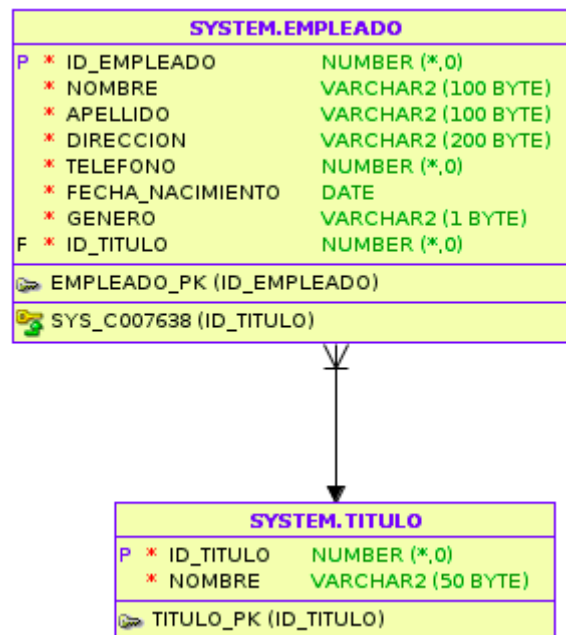 SYSTEM.EMPLEADO
P * ID_EMPLEADO NUMBER (*,0)
* NOMBRE VARCHAR2 (100 BYTE)
* APELLIDO VARCHAR2 (100 BYTE)
* DIRECCION VARCHAR2 (200 BYTE)
* TELEFONO NUMBER (*,0)
* FECHA_NACIMIENTO DATE
* GENERO VARCHAR2 (1 BYTE)
F * ID_TITULO NUMBER (*,0)
EMPLEADO_PK (ID_EMPLEADO)
SYS_C007638 (ID_TITULO)
SYSTEM.TITULO
P * ID_TITULO NUMBER (*,0)
* NOMBRE VARCHAR2 (50 BYTE)
TITULO_PK (ID_TITULO)